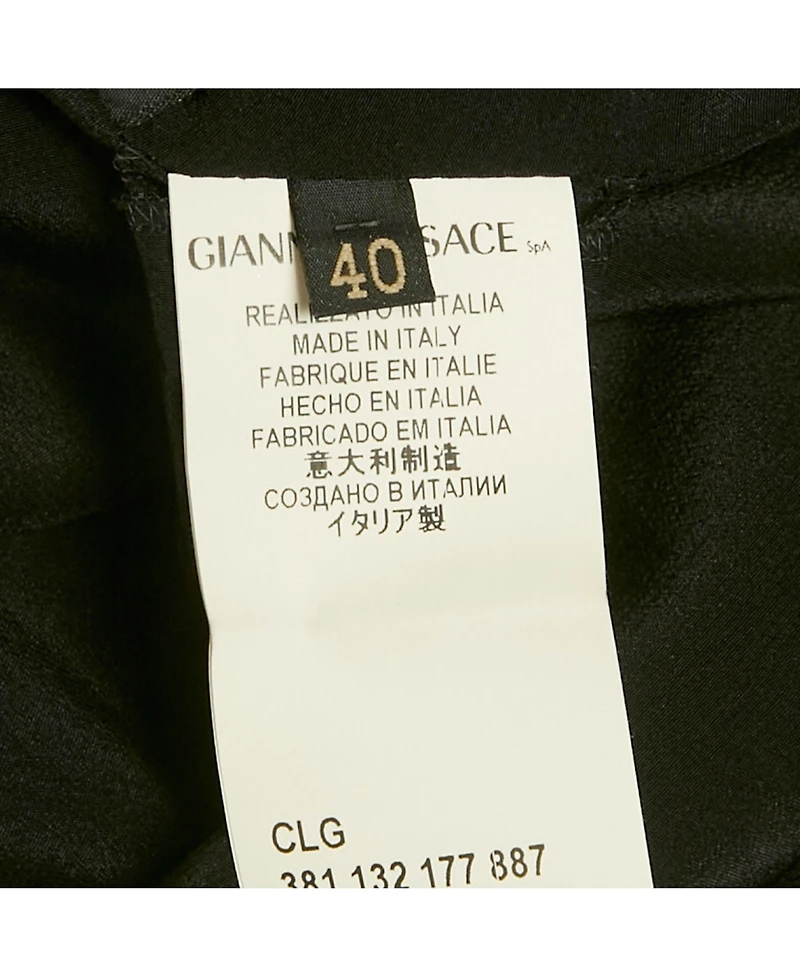 GIANN SACE SpA
40
REALIZZATO IN ITALIA
MADE IN ITALY
FABRIQUE EN ITALIE
HECHO EN ITALIA
FABRICADO EM ITALIA
意大利制造
СОЗДАНО В ИТАЛИИ
イタリア製
CLG
381 132 177 887